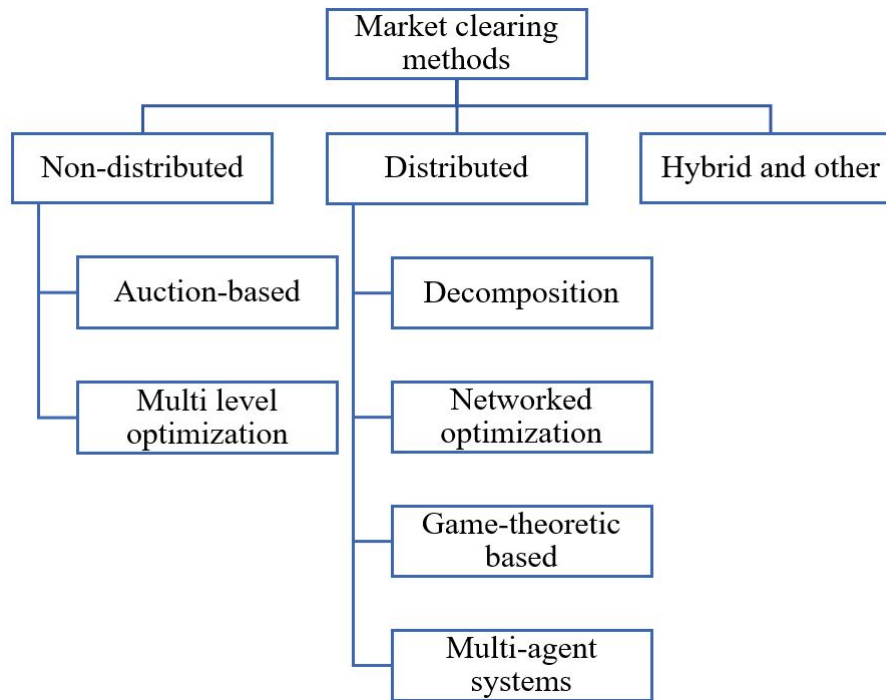 Market clearing
methods
Non-distributed
Distributed
Hybrid and other
Auction-based
Multi level
optimization
Decomposition
Networked
optimization
Game-theoretic
based
Multi-agent
systems